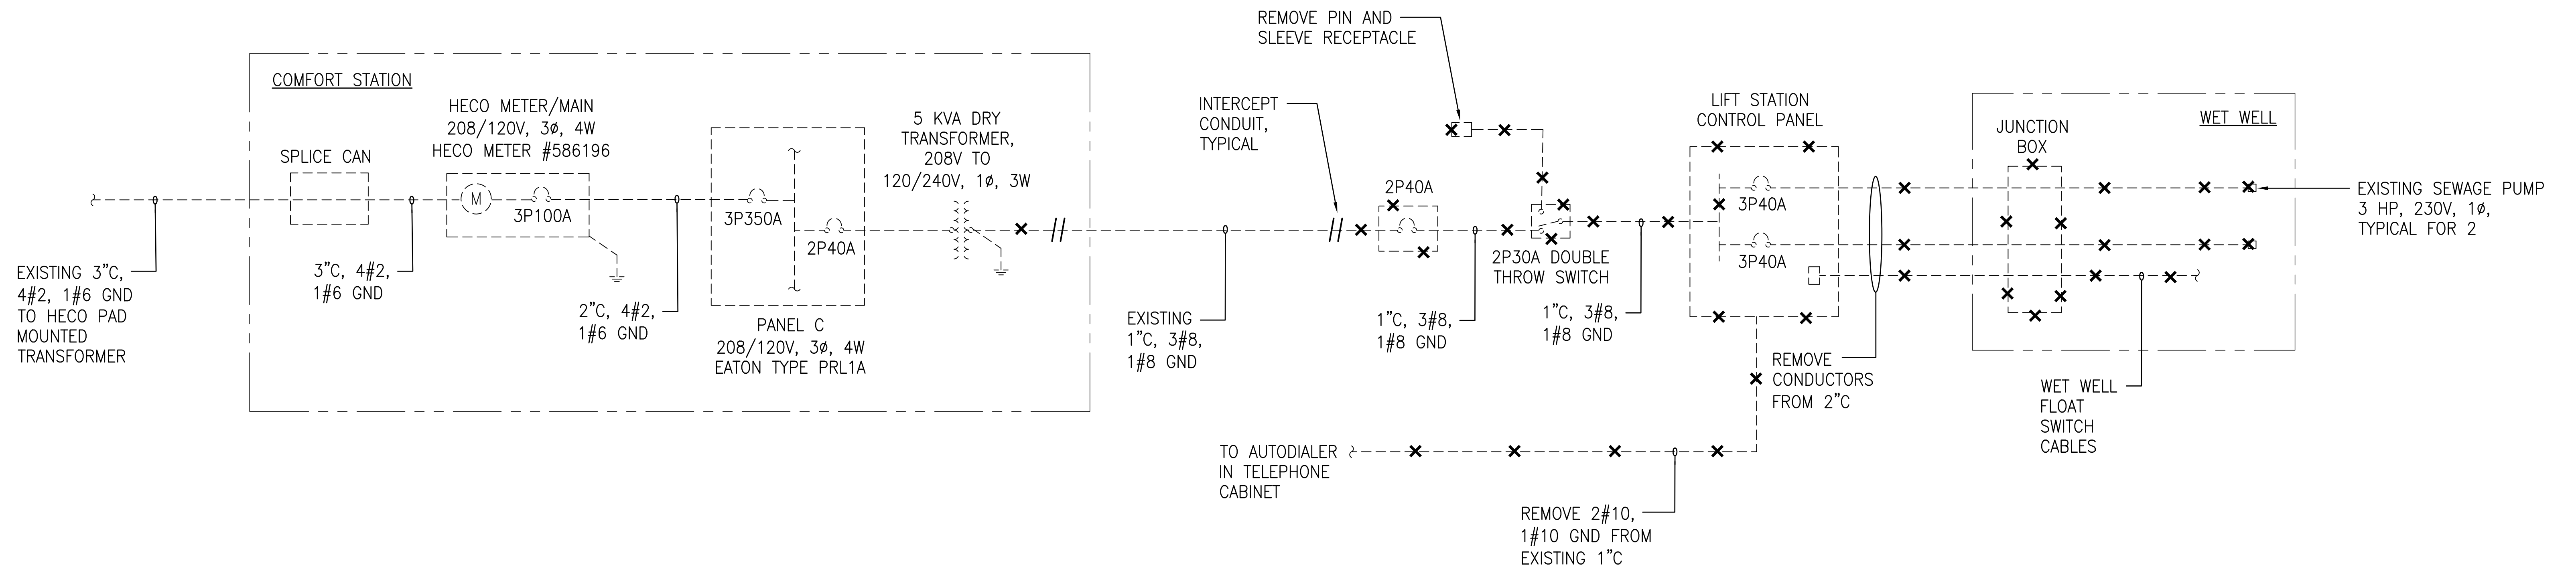 COMFORT STATION
SPLICE CAN
HECO METER/MAIN
208/120V, 3ø, 4W
HECO METER #586196
M
3P100A
EXISTING 3"C,
4#2, 1#6 GND
TO HECO PAD
MOUNTED
TRANSFORMER
3"C, 4#2,
1#6 GND
2"C, 4#2,
1#6 GND
3P350A
2P40A
PANEL C
208/120V, 3ø, 4W
EATON TYPE PRL1A
5 KVA DRY
TRANSFORMER,
208V TO
120/240V, 1ø, 3W
INTERCEPT
CONDUIT,
TYPICAL
EXISTING
1"C, 3#8,
1#8 GND
REMOVE PIN AND
SLEEVE RECEPTACLE
2P40A
1"C, 3#8,
1#8 GND
2P30A DOUBLE
THROW SWITCH
1"C, 3#8,
1#8 GND
LIFT STATION
CONTROL PANEL
3P40A
3P40A
REMOVE
CONDUCTORS
FROM 2"C
TO AUTODIALER
IN TELEPHONE
CABINET
REMOVE 2#10,
1#10 GND FROM
EXISTING 1"C
WET WELL
JUNCTION
BOX
WET WELL
FLOAT
SWITCH
CABLES
EXISTING SEWAGE PUMP
3 HP, 230V, 1ø,
TYPICAL FOR 2